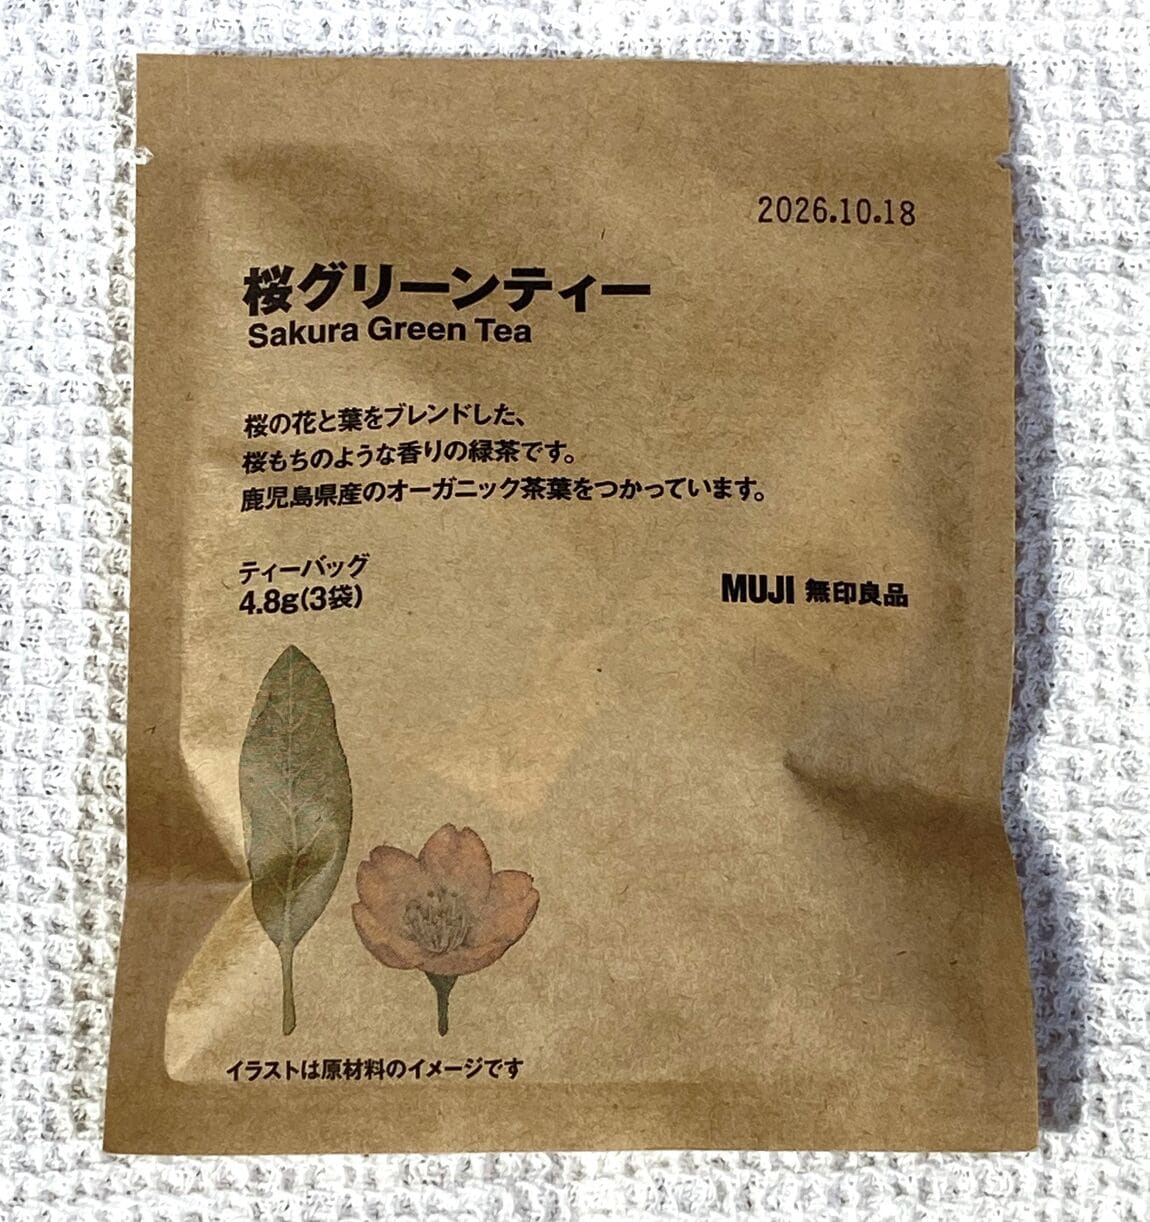 2026.10.18
桜グリーンティー
Sakura Green Tea
桜の花と葉をブレンドした、
桜もちのような香りの緑茶です。
鹿児島県産のオーガニック茶葉をつかっています。
ティーバッグ
4.8g(3袋)
MUJI 無印良品
イラストは原材料のイメージです